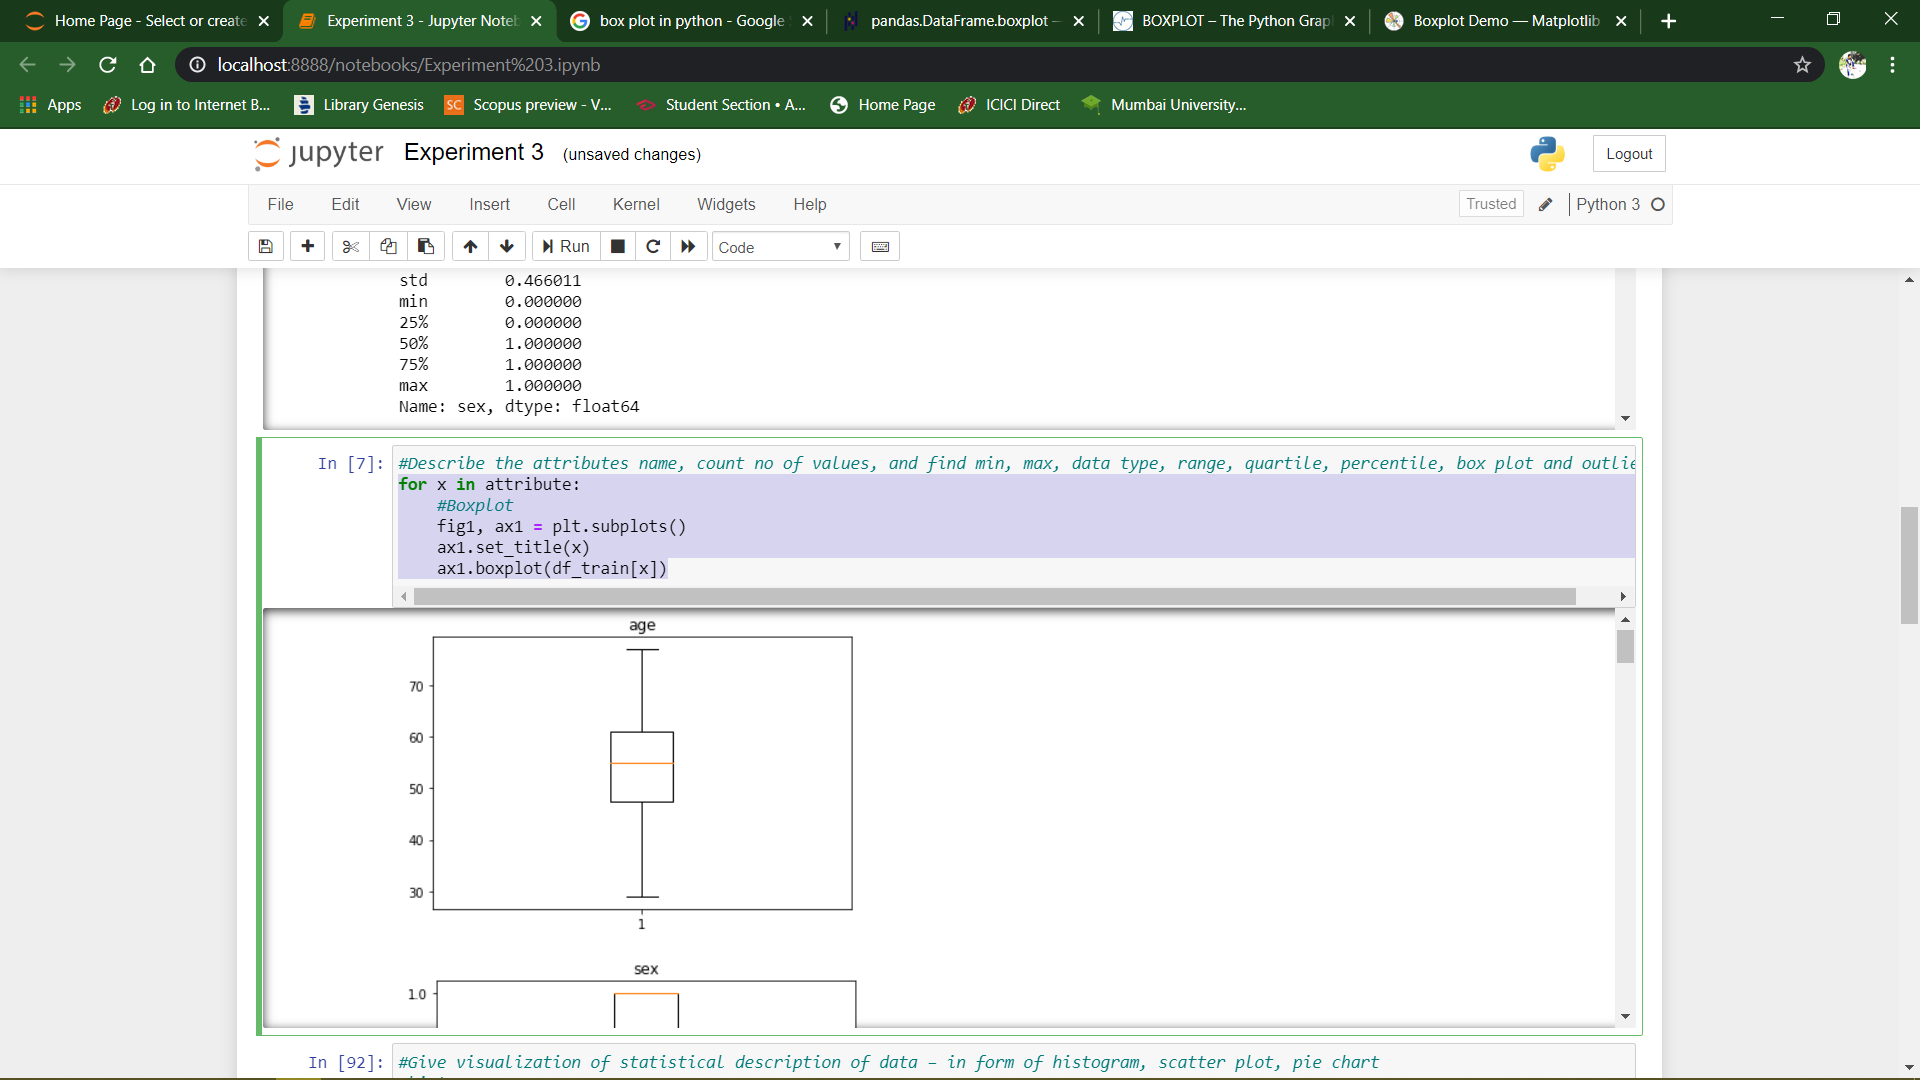 Home Page - Select or create
Experiment 3 - Jupyter Noteb
box plot in python - Google
pandas.DataFrame.boxplot —
BOXPLOT – The Python Grap
Boxplot Demo — Matplotlib
localhost:8888/notebooks/Experiment%203.ipynb
Apps
Log in to Internet B...
Library Genesis
SC
Scopus preview - V...
Student Section • A...
Home Page
ICICI Direct
Mumbai University...
jupyter
Experiment 3
(unsaved changes)
Logout
File
Edit
View
Insert
Cell
Kernel
Widgets
Help
Trusted
Python 3
Run
Code
std 0.466011
min 0.000000
25% 0.000000
50% 1.000000
75% 1.000000
max 1.000000
Name: sex, dtype: float64
In [7]:
#Describe the attributes name, count no of values, and find min, max, data type, range, quartile, percentile, box plot and outlie
for x in attribute:
#Boxplot
fig1, ax1 = plt.subplots()
ax1.set_title(x)
ax1.boxplot(df_train[x])
age
70
60
50
40
30
1
sex
1.0
In [92]:
#Give visualization of statistical description of data – in form of histogram, scatter plot, pie chart